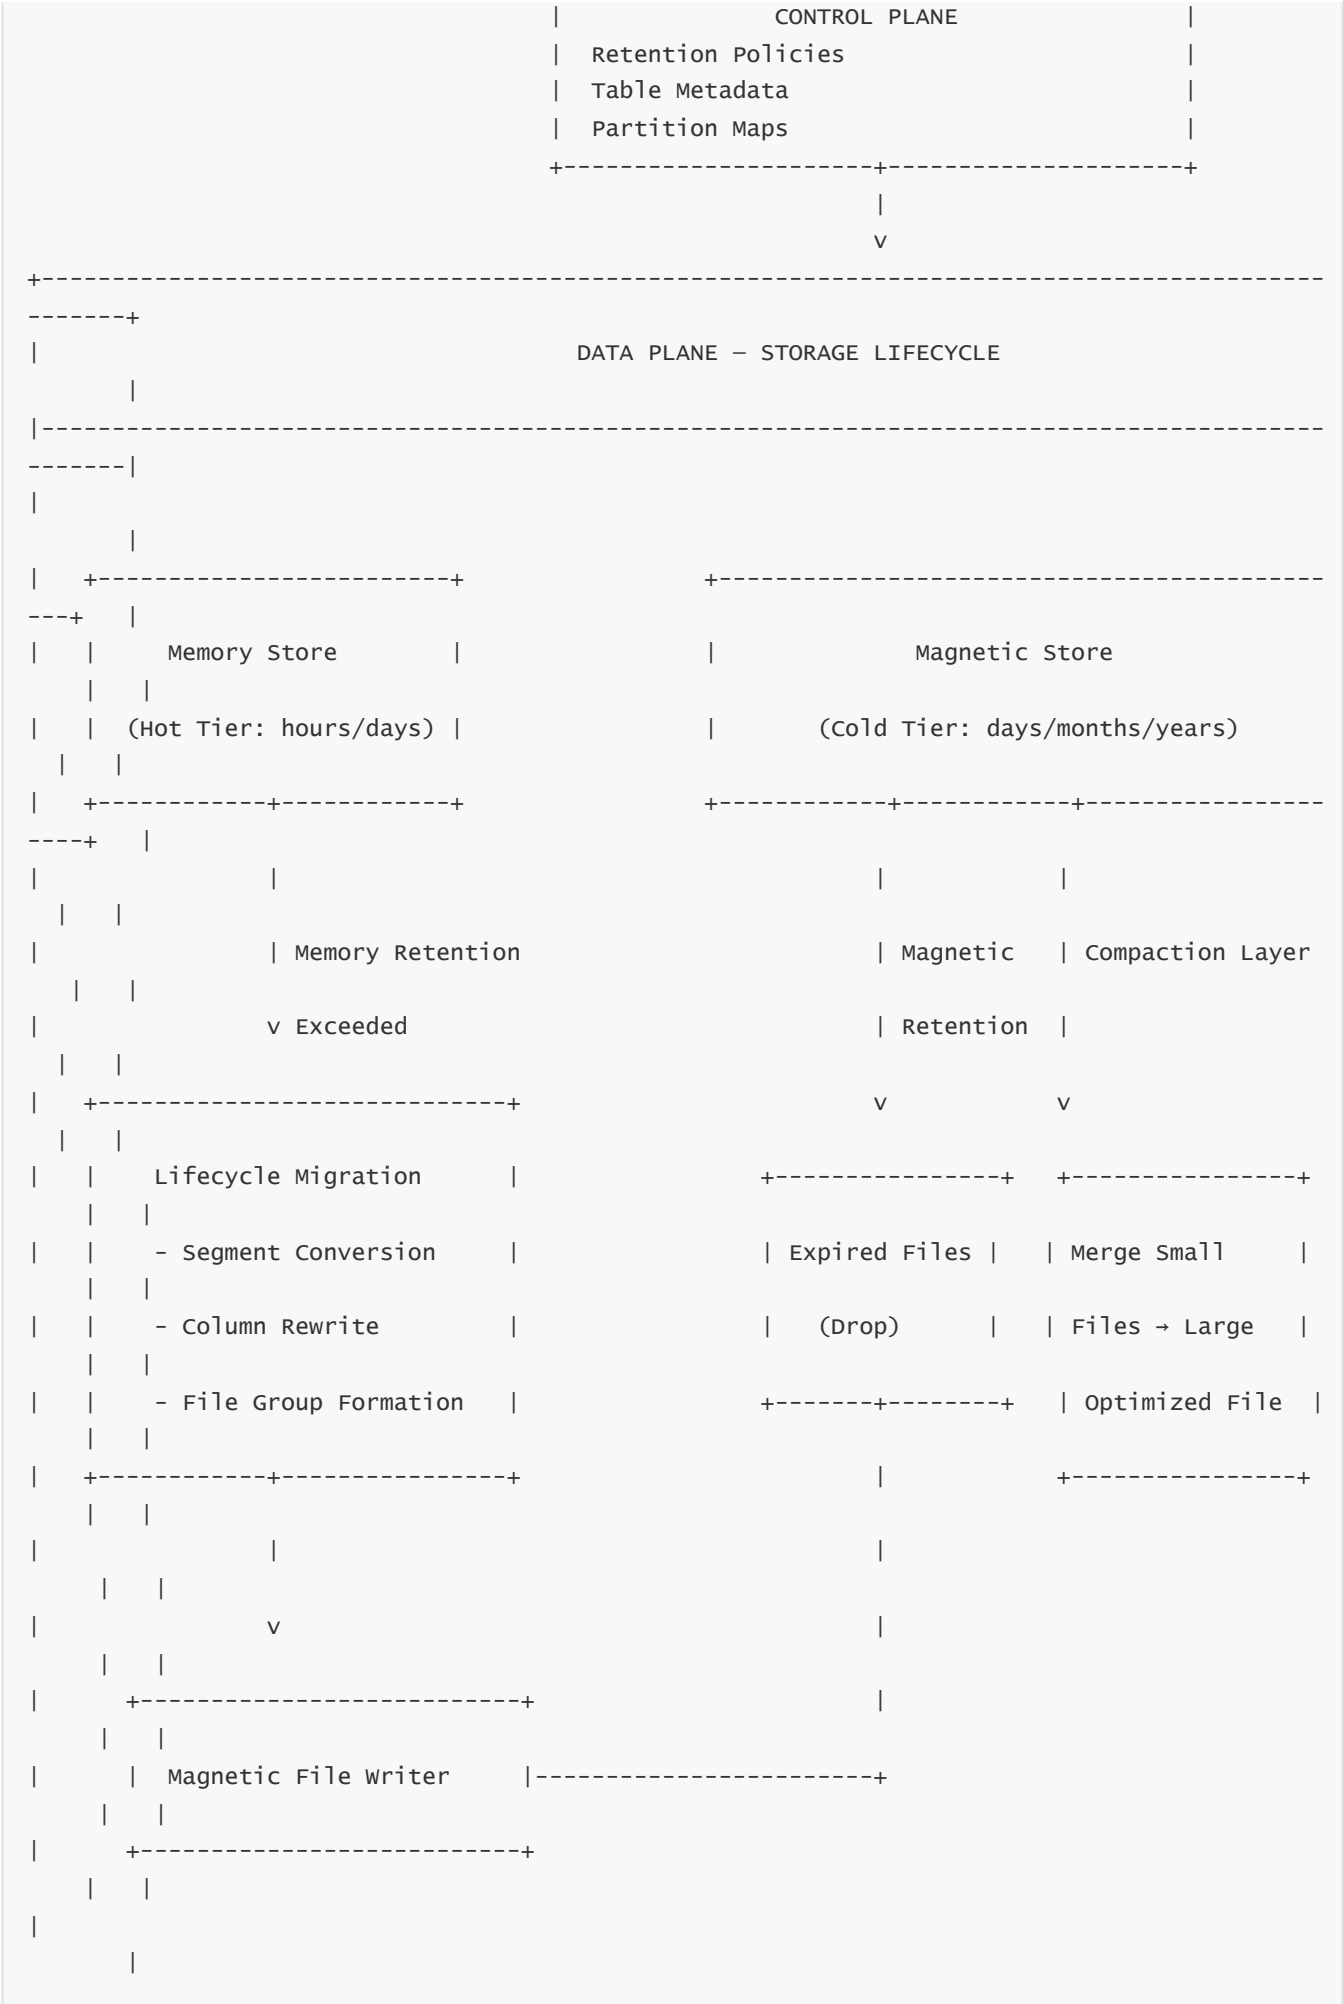 |               CONTROL PLANE                |
|  Retention Policies                        |
|  Table Metadata                            |
|  Partition Maps                            |
+----------------------+---------------------+
|
v
+-------------------------------------------------------------------------------------------
-------+
|                                      DATA PLANE — STORAGE LIFECYCLE
       |
|-------------------------------------------------------------------------------------------
-------|
|
       |
|   +-------------------------+                 +-------------------------------------------
---+   |
|   |     Memory Store        |                 |              Magnetic Store
    |   |
|   |  (Hot Tier: hours/days) |                 |       (Cold Tier: days/months/years)
  |   |
|   +------------+------------+                 +------------+------------+-----------------
----+   |
|                |                                           |            |
  |   |
|                | Memory Retention                         | Magnetic   | Compaction Layer
   |   |
|                v Exceeded                                 | Retention  |
  |   |
|   +-----------------------------+                         v            v
  |   |
|   |    Lifecycle Migration      |                 +----------------+   +----------------+
    |   |
|   |    - Segment Conversion     |                 | Expired Files |   | Merge Small     |
    |   |
|   |    - Column Rewrite         |                 |   (Drop)      |   | Files → Large   |
    |   |
|   |    - File Group Formation   |                 +-------+--------+   | Optimized File  |
    |   |
|   +------------+----------------+                         |            +----------------+
    |   |
|                |                                          |
     |   |
|                v                                          |
     |   |
|      +---------------------------+                        |
     |   |
|      |  Magnetic File Writer     |------------------------+
     |   |
|      +---------------------------+
    |   |
|
       |